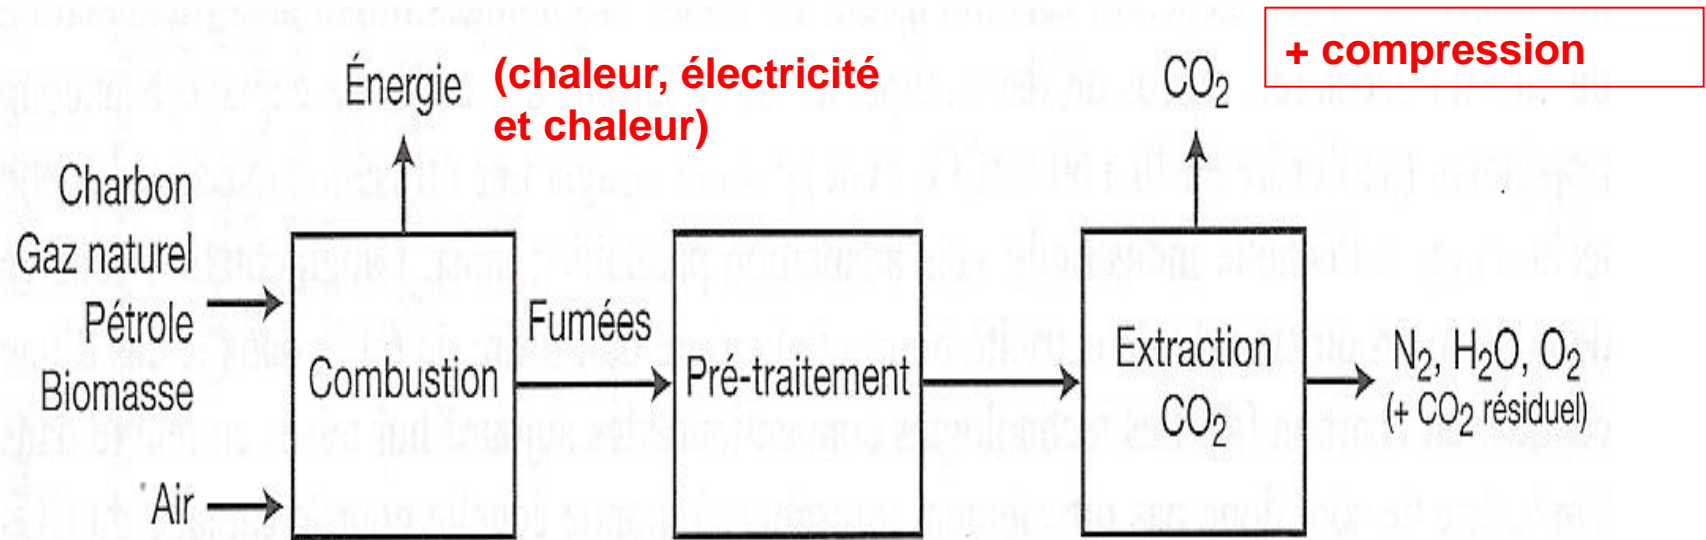 + compression
Énergie
(chaleur, électricité
et chaleur)
CO2
Charbon
Gaz naturel
Pétrole
Biomasse
Air
Combustion
Fumées
Pré-traitement
Extraction
CO2
N2, H2O, O2
(+ CO2 résiduel)